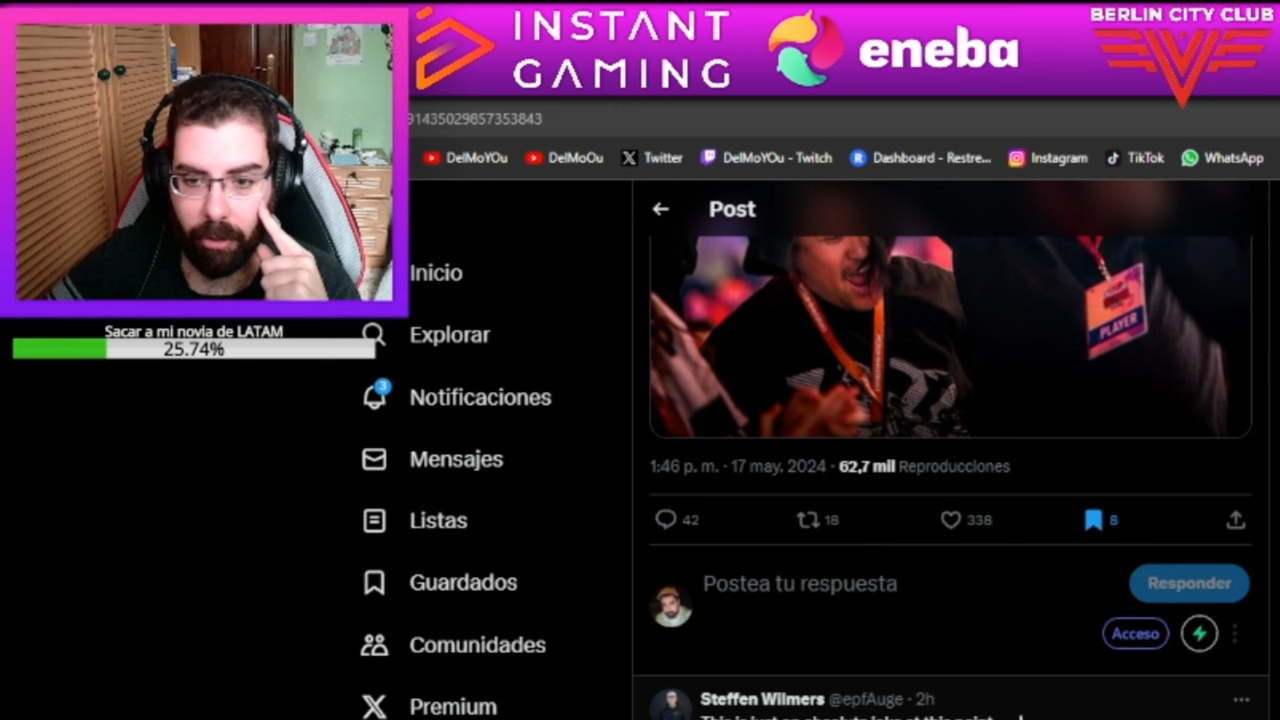 INSTANT
GAMING
eneba
BERLIN CITY CLUB
91435029857353843
DelMoYOu
DelMoOu
Twitter
DelMoYOu - Twitch
Dashboard - Restre...
Instagram
TikTok
WhatsApp
Post
Inicio
PLAYER
Sacar a mi novia de LATAM
25.74%
Explorar
3
Notificaciones
Mensajes
1:46 p. m. · 17 may. 2024 · 62,7 mil Reproducciones
Listas
42
18
338
8
Guardados
Postea tu respuesta
Responder
Comunidades
Acceso
Premium
Steffen Wilmers @epfAuge · 2h